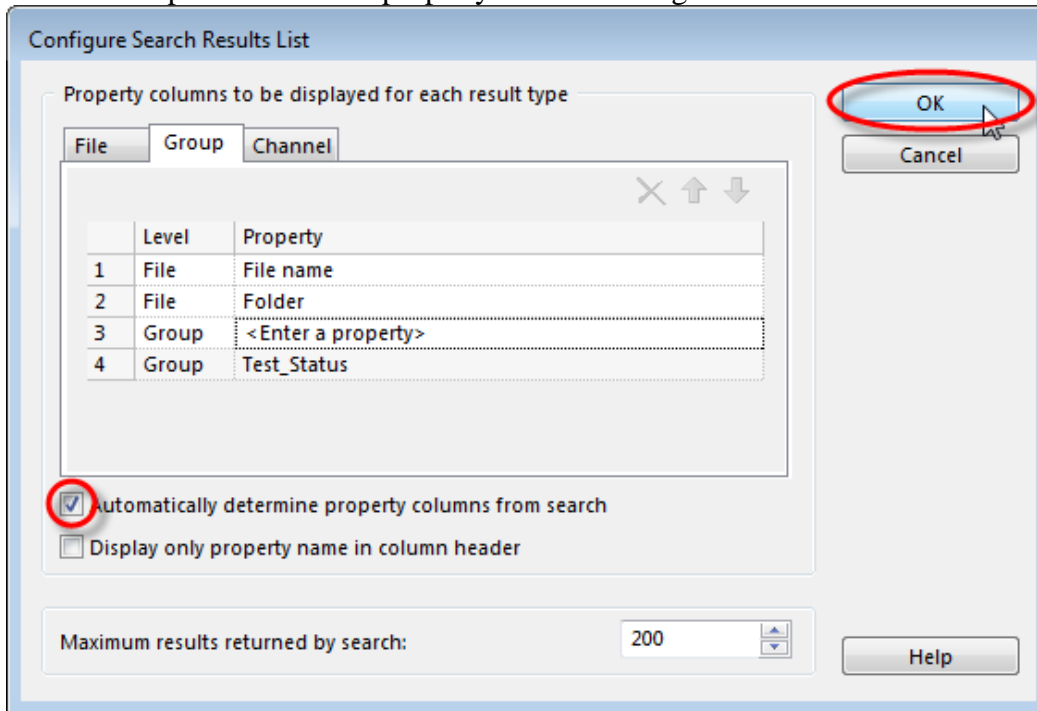 Configure Search Results List
Property columns to be displayed for each result type
File Group Channel
Level Property
1 File File name
2 File Folder
3 Group <Enter a property>
4 Group Test_Status
Automatically determine property columns from search
Display only property name in column header
Maximum results returned by search: 200
OK
Cancel
Help